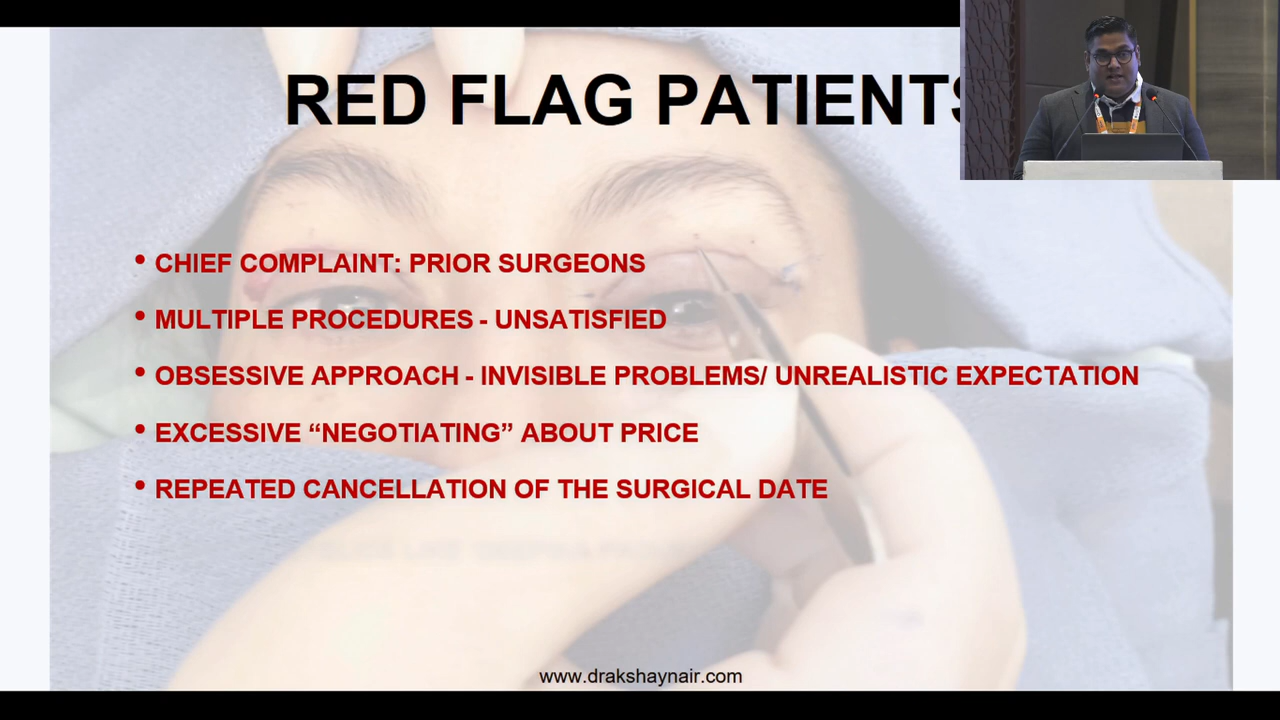 RED FLAG PATIENTS
• CHIEF COMPLAINT: PRIOR SURGEONS
• MULTIPLE PROCEDURES - UNSATISFIED
• OBSESSIVE APPROACH - INVISIBLE PROBLEMS/ UNREALISTIC EXPECTATION
• EXCESSIVE “NEGOTIATING” ABOUT PRICE
• REPEATED CANCELLATION OF THE SURGICAL DATE
www.drakshaynair.com